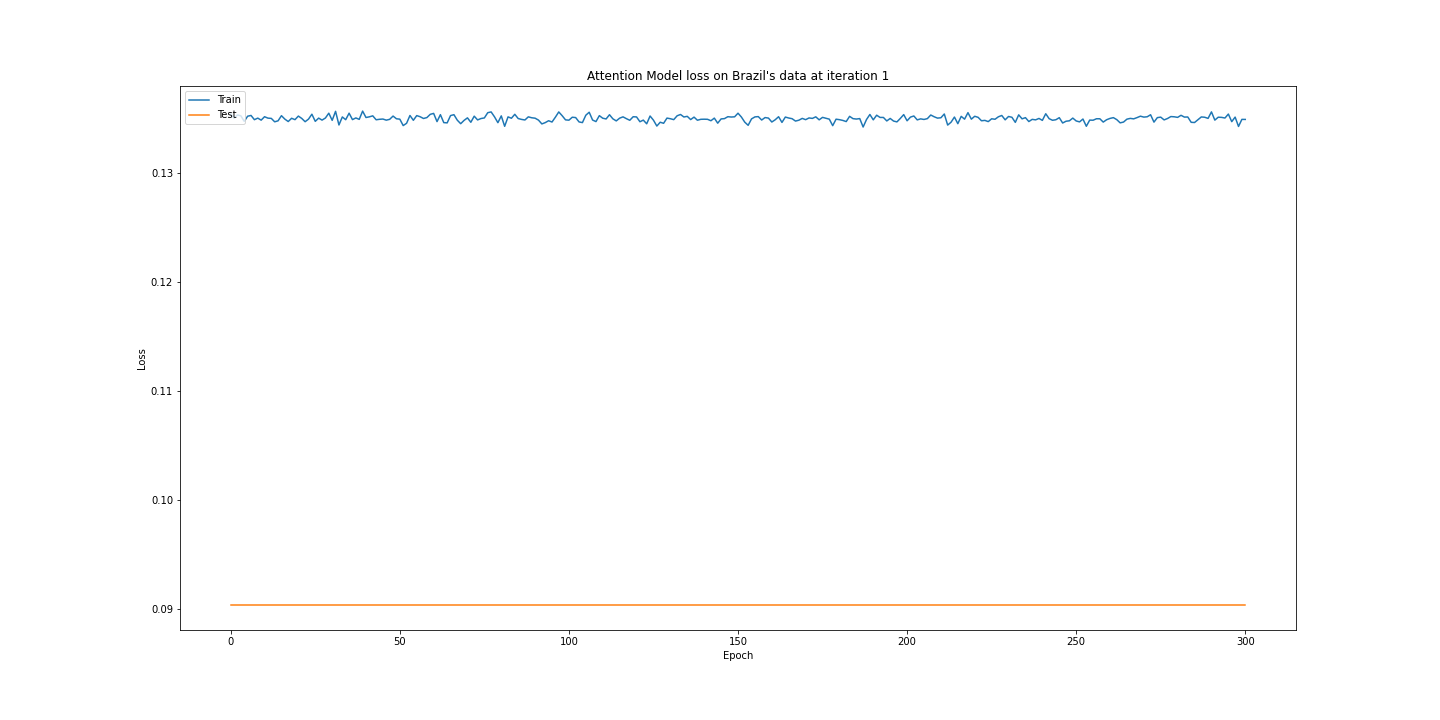 Attention Model loss on Brazil's data at iteration 1
Train
Test
0.13
0.12
0.11
0.10
0.09
Loss
0 50 100 150 200 250 300
Epoch